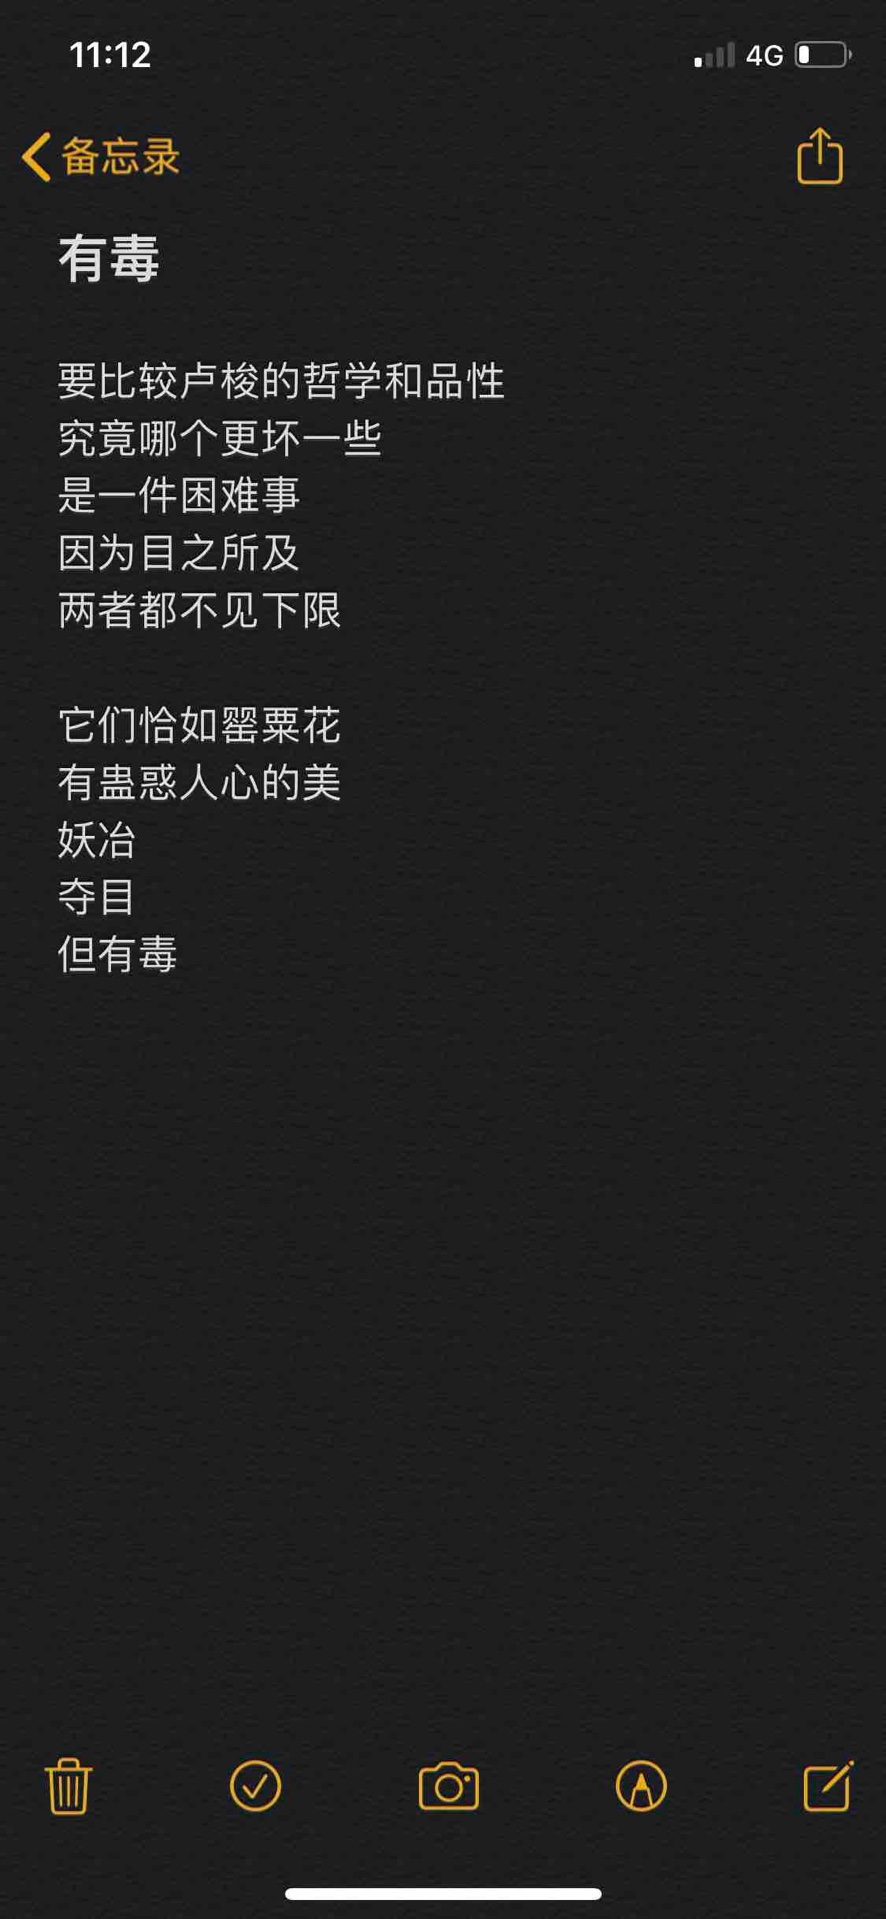 11:12
4G
备忘录
有毒
要比较卢梭的哲学和品性
究竟哪个更坏一些
是一件困难事
因为目之所及
两者都不见下限
它们恰如罂粟花
有蛊惑人心的美
妖冶
夺目
但有毒